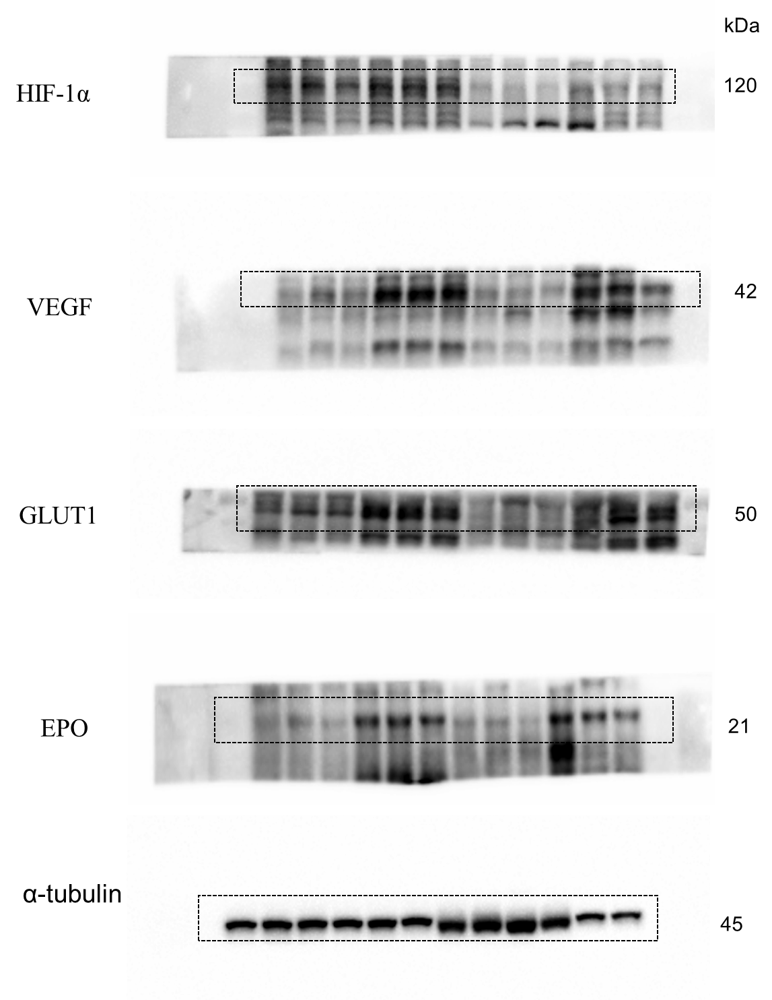 kDa
HIF-1α
120
VEGF
42
GLUT1
50
EPO
21
α-tubulin
45